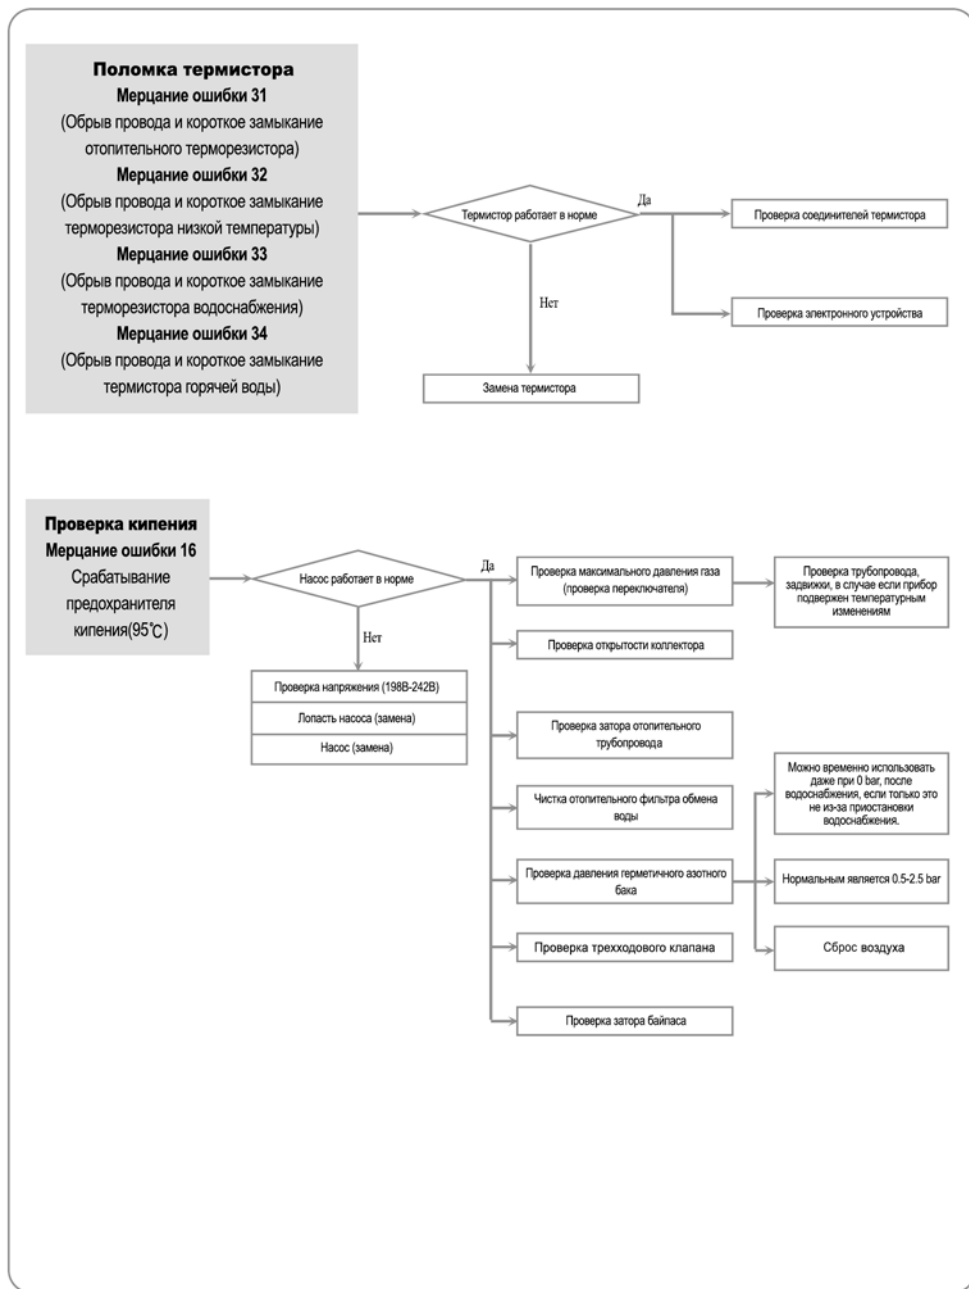 Поломка термистора
Мерцание ошибки 31
(Обрыв провода и короткое замыкание
отопительного терморезистора)
Мерцание ошибки 32
(Обрыв провода и короткое замыкание
терморезистора низкой температуры)
Мерцание ошибки 33
(Обрыв провода и короткое замыкание
терморезистора водоснабжения)
Мерцание ошибки 34
(Обрыв провода и короткое замыкание
термистора горячей воды)
Термистор работает в норме
Да
Проверка соединителей термистора
Проверка электронного устройства
Нет
Замена термистора
Проверка кипения
Мерцание ошибки 16
Срабатывание
предохранителя
кипения(95℃)
Насос работает в норме
Да
Нет
Проверка напряжения (198В-242В)
Лопасть насоса (замена)
Насос (замена)
Проверка максимального давления газа
(проверка переключателя)
Проверка трубопровода,
задвижки, в случае если прибор
подвержен температурным
изменениям
Проверка открытости коллектора
Проверка затора отопительного
трубопровода
Чистка отопительного фильтра обмена
воды
Проверка давления герметичного азотного
бака
Можно временно использовать
даже при 0 bar, после
водоснабжения, если только это
не из-за приостановки
водоснабжения.
Нормальным является 0.5-2.5 bar
Сброс воздуха
Проверка трехходового клапана
Проверка затора байпаса